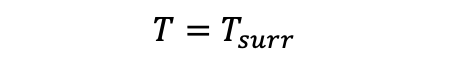 T = T_surr